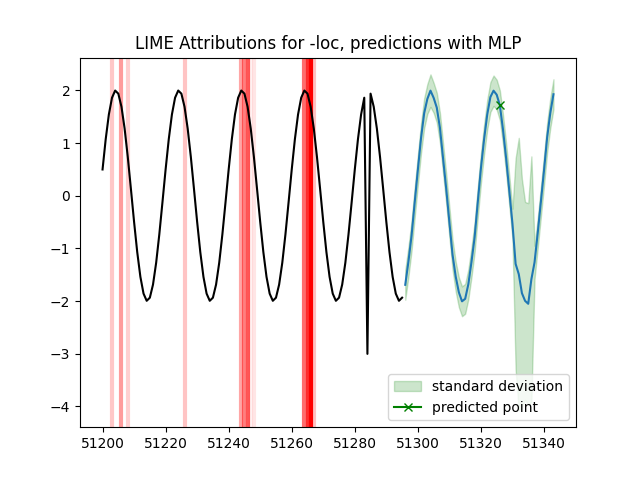 LIME Attributions for -loc, predictions with MLP
2
1
0
−1
−2
−3
−4
51200 51220 51240 51260 51280 51300 51320 51340
standard deviation
predicted point